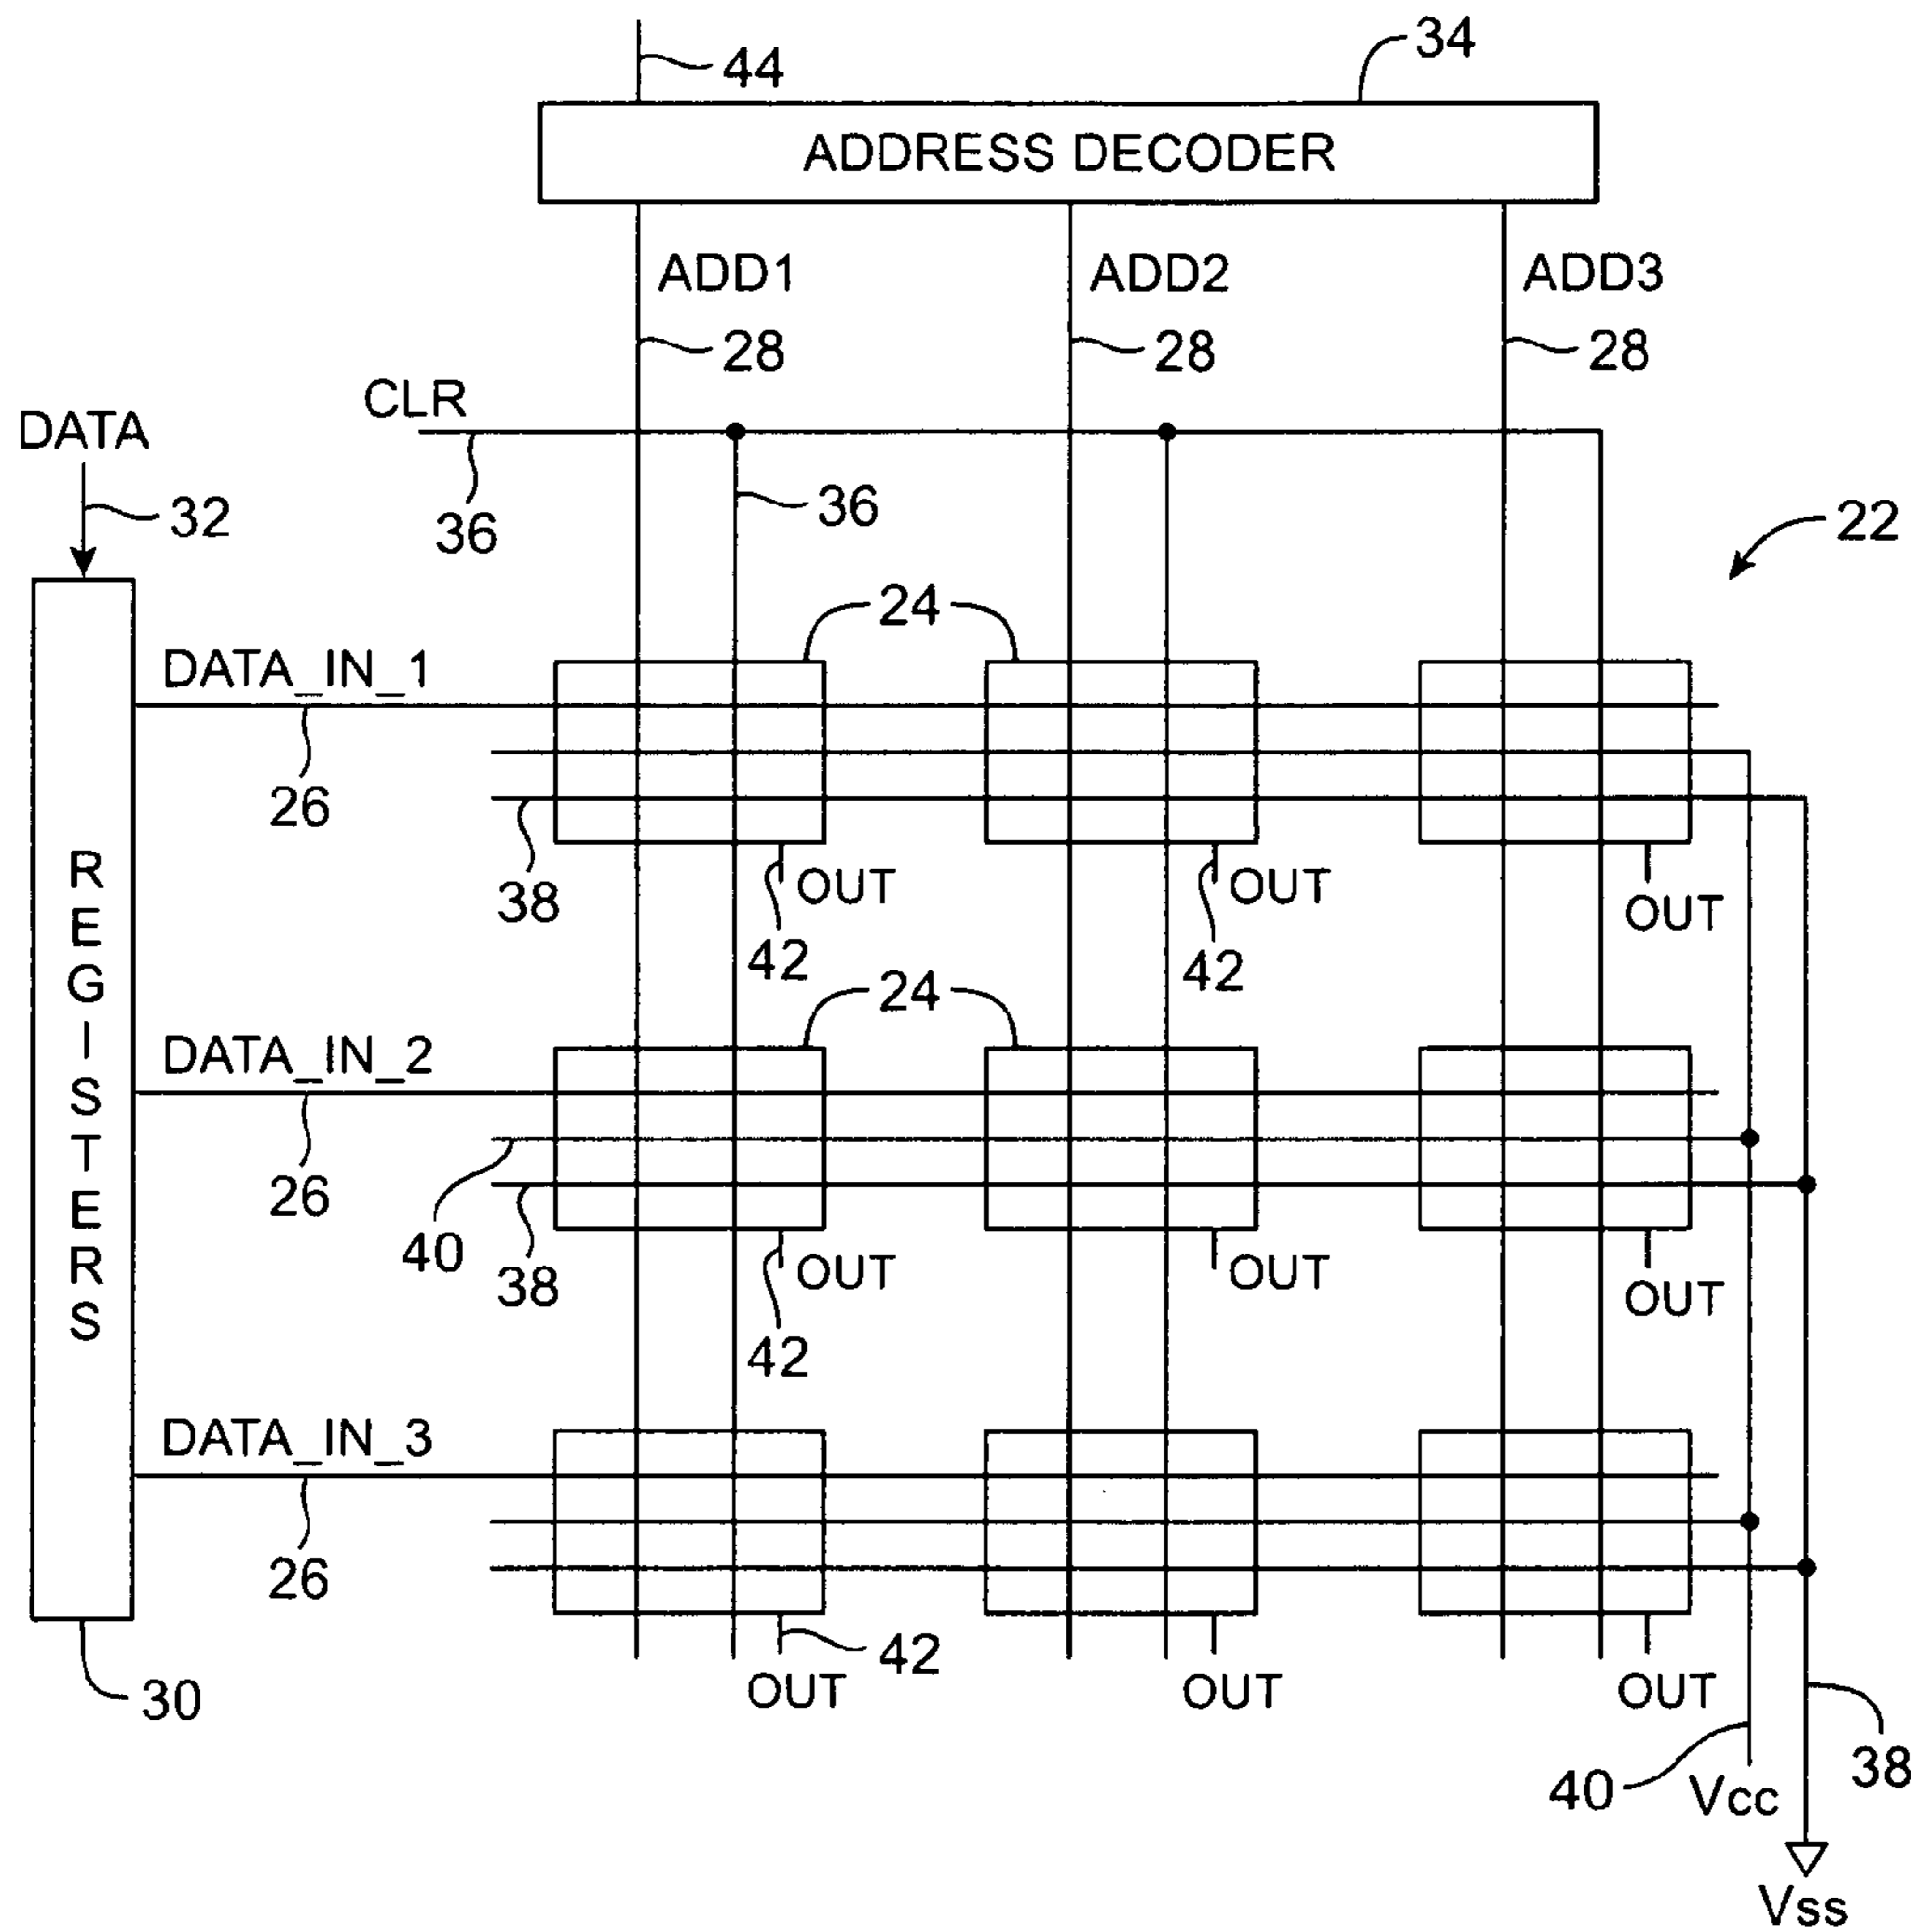 44
34
ADDRESS DECODER
ADD1
ADD2
ADD3
28
28
28
CLR
DATA
36
32
36
22
24
DATA_IN_1
26
38
OUT
OUT
OUT
42
42
REGISTERS
24
DATA_IN_2
26
40
38
OUT
OUT
OUT
42
DATA_IN_3
26
42
OUT
OUT
OUT
30
40
Vcc
38
Vss